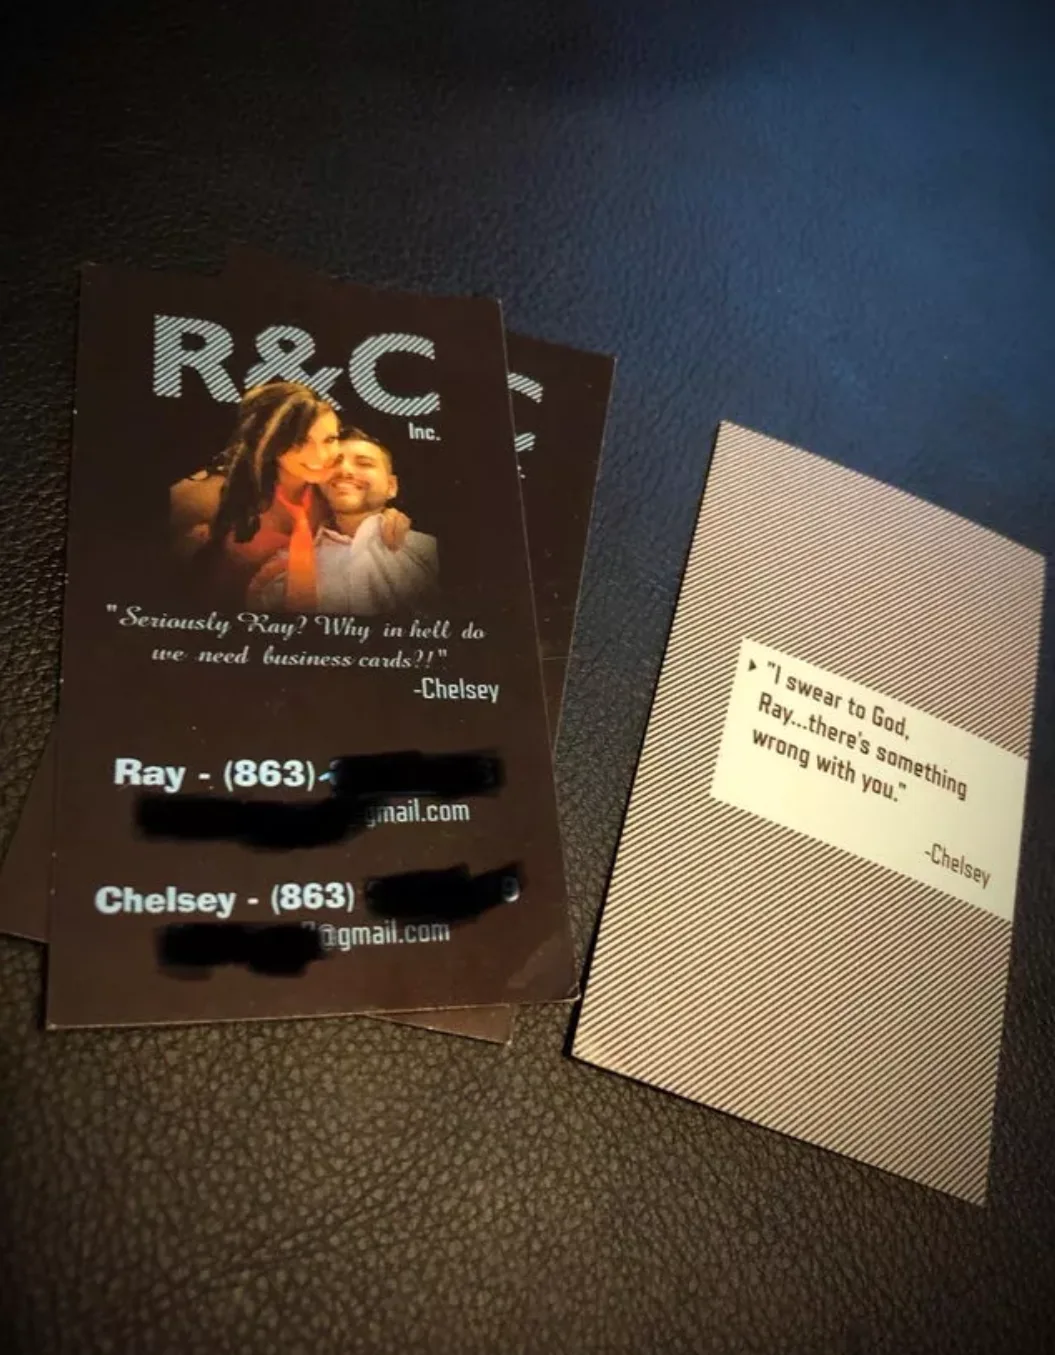 R&C
Inc.
"Seriously Ray? Why in hell do
we need business cards?!"
-Chelsey
Ray - (863)-
gmail.com
Chelsey - (863)
@gmail.com
C
"I swear to God,
Ray...there's something
wrong with you."
-Chelsey